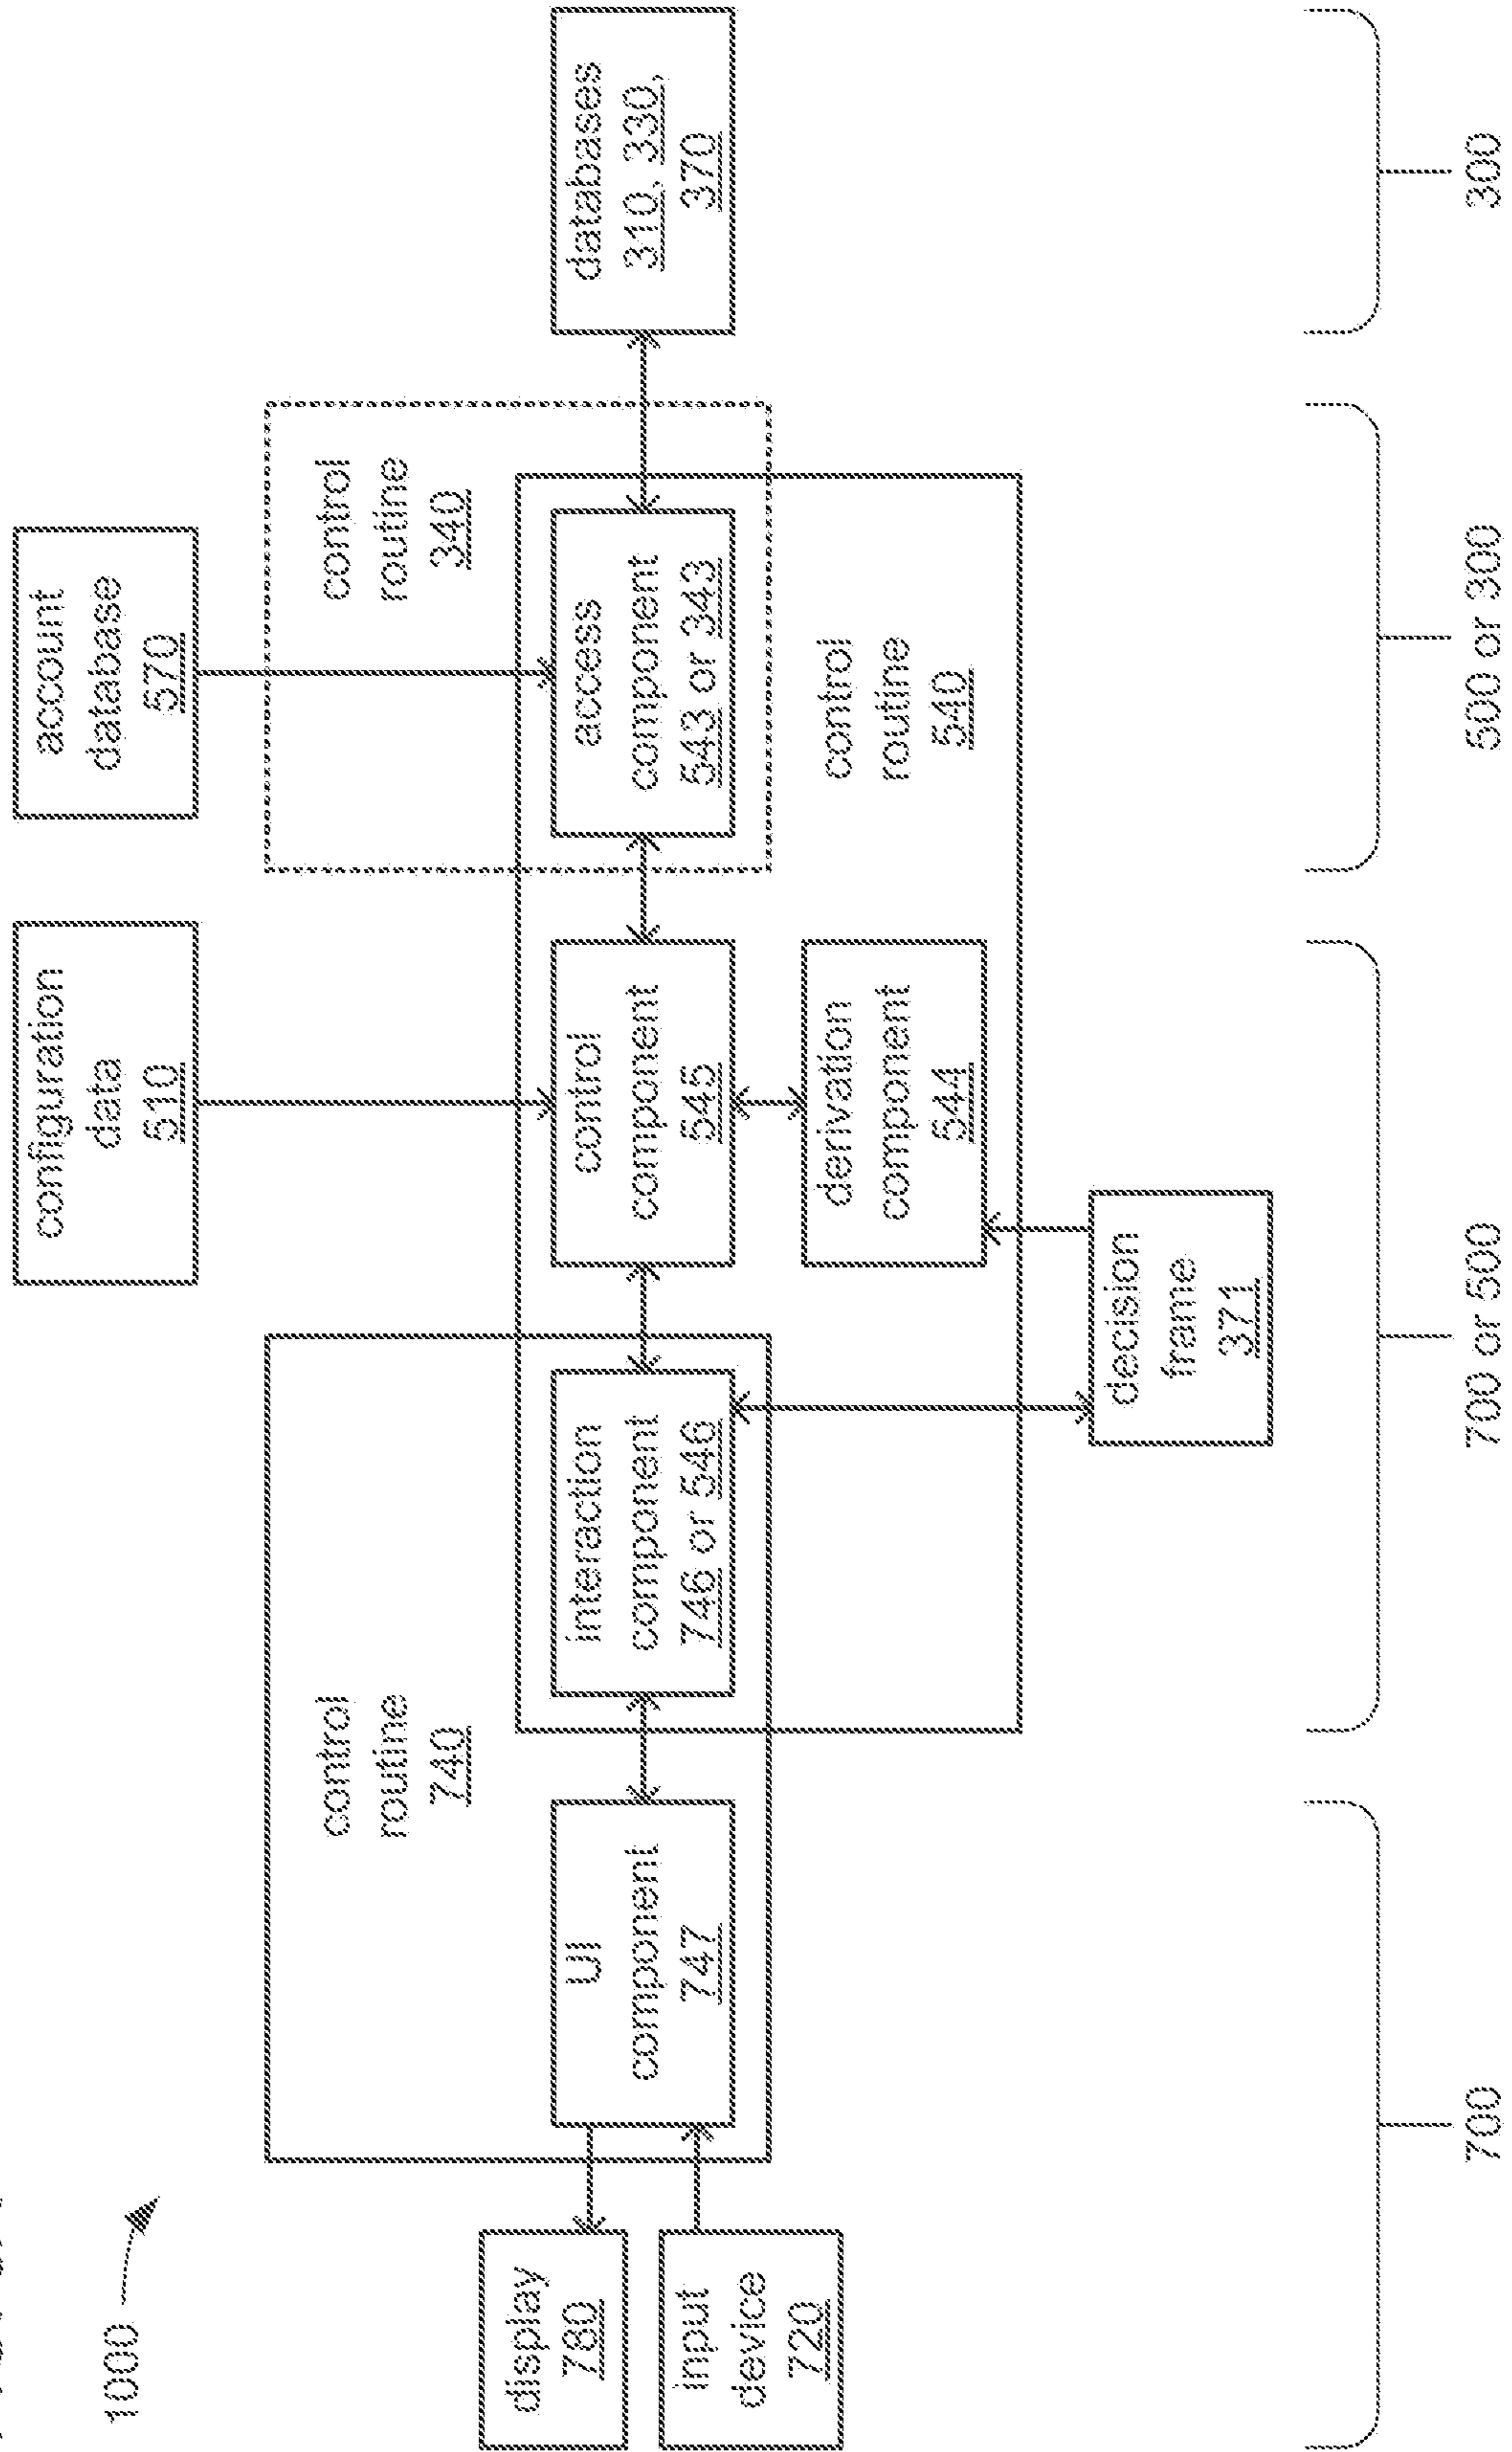 1000
configuration
data
510
account
database
570
control
routine
740
control
routine
340
display
780
input
device
720
UI
component
747
interaction
component
746 or 546
control
component
545
access
component
543 or 343
databases
310, 330,
370
derivation
component
544
control
routine
540
decision
frame
371
700
700 or 500
500 or 300
300